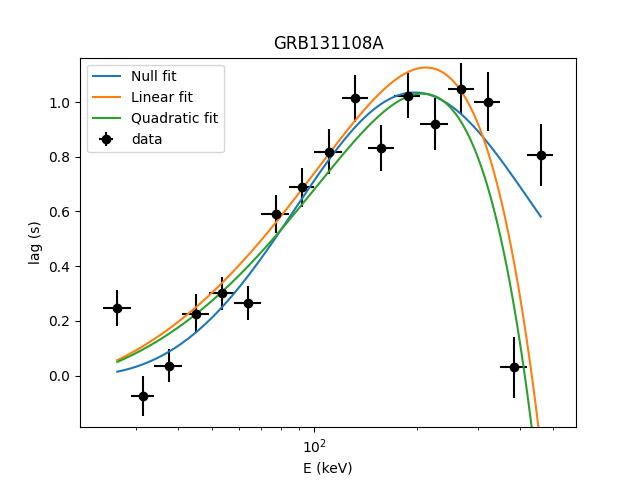 GRB131108A
Null fit
Linear fit
Quadratic fit
data
lag (s)
1.0
0.8
0.6
0.4
0.2
0.0
10²
E (keV)